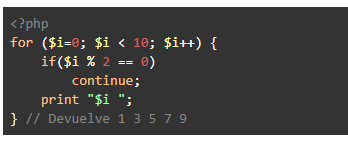 <?php
for ($i=0; $i < 10; $i++) {
    if($i % 2 == 0)
        continue;
    print "$i ";
} // Devuelve 1 3 5 7 9